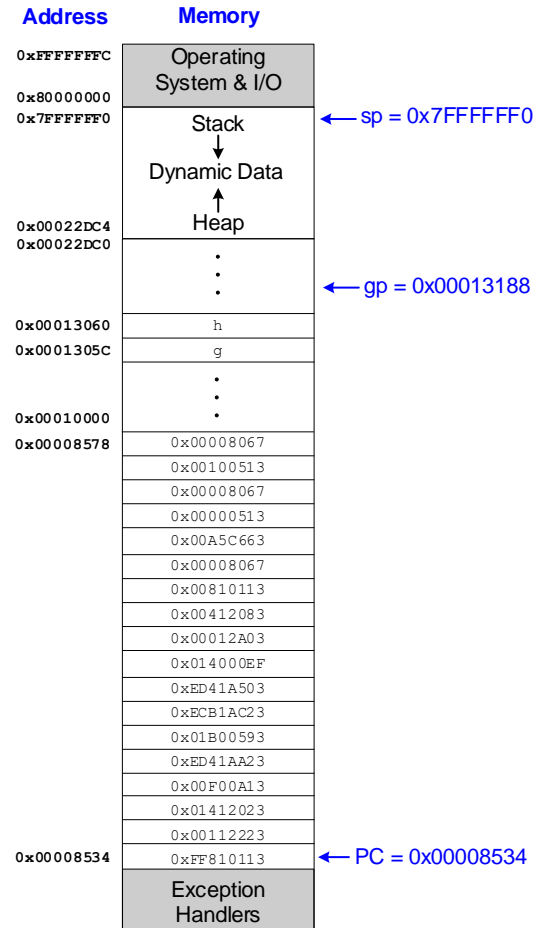 Address Memory
0xFFFFFFFC Operating
System & I/O
0x80000000
0x7FFFFFF0 Stack sp = 0x7FFFFFF0
Dynamic Data
0x00022DC4 Heap
0x00022DC0
gp = 0x00013188
0x00013060 h
0x0001305C g
0x00010000
0x00008578 0x00008067
0x00100513
0x00008067
0x00000513
0x00A5C663
0x00008067
0x00810113
0x00412083
0x00012A03
0x014000EF
0xED41A503
0xECB1AC23
0x01B00593
0xED41AA23
0x00F00A13
0x01412023
0x00112223
0x00008534 0xFF810113 PC = 0x00008534
Exception
Handlers